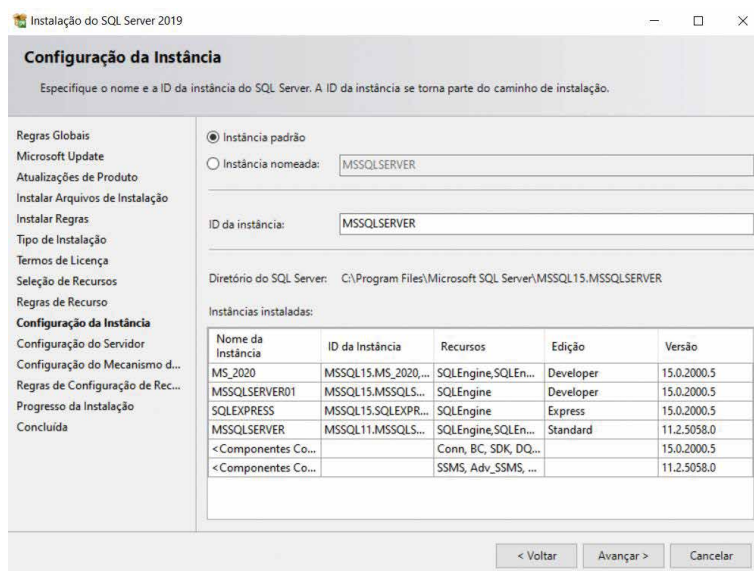 Instalação do SQL Server 2019
Configuração da Instância
Especifique o nome e a ID da instância do SQL Server. A ID da instância se torna parte do caminho de instalação.
Regras Globais
Microsoft Update
Atualizações de Produto
Instalar Arquivos de Instalação
Instalar Regras
Tipo de Instalação
Termos de Licença
Seleção de Recursos
Regras de Recurso
Configuração da Instância
Configuração do Servidor
Configuração do Mecanismo d...
Regras de Configuração de Rec...
Progresso da Instalação
Concluída
Instância padrão
Instância nomeada: MSSQLSERVER
ID da instância: MSSQLSERVER
Diretório do SQL Server: C:\Program Files\Microsoft SQL Server\MSSQL15.MSSQLSERVER
Instâncias instaladas:
Nome da Instância ID da Instância Recursos Edição Versão
MS_2020 MSSQL15.MS_2020,... SQLEngine,SQLEn... Developer 15.0.2000.5
MSSQLSERVER01 MSSQL15.MSSQLS... SQLEngine Developer 15.0.2000.5
SQLEXPRESS MSSQL15.SQLEXPR... SQLEngine Express 15.0.2000.5
MSSQLSERVER MSSQL11.MSSQLS... SQLEngine,SQLEn... Standard 11.2.5058.0
<Componentes Co... Conn, BC, SDK, DQ... 15.0.2000.5
<Componentes Co... SSMS, Adv_SSMS, ... 11.2.5058.0
< Voltar Avançar > Cancelar